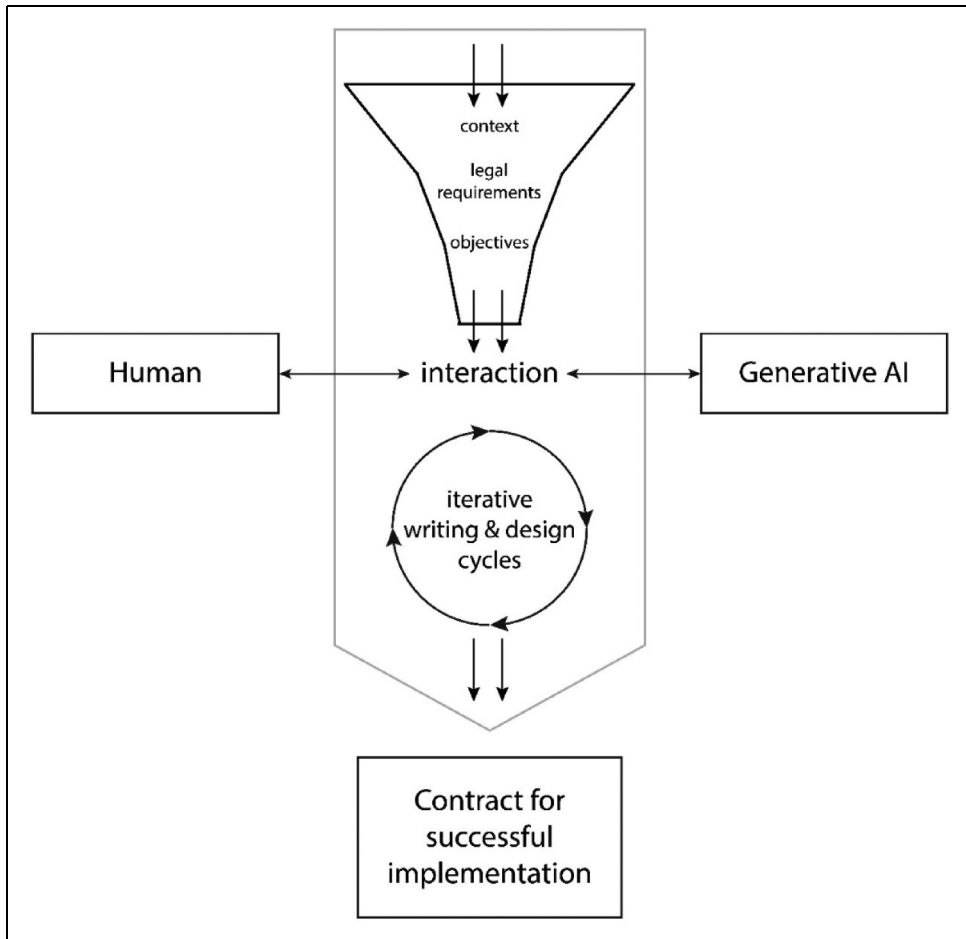 context
legal
requirements
objectives
Human
interaction
Generative AI
iterative
writing & design
cycles
Contract for
successful
implementation